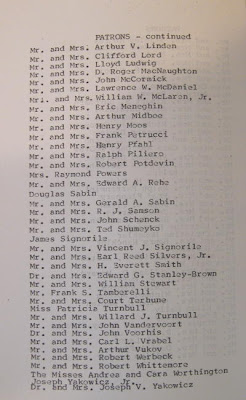 PATRONS - continued
Mr. and Mrs. Arthur V. Linden
Mr. and Mrs. Clifford Lord
Mr. and Mrs. Lloyd Ludwig
Mr. and Mrs. D. Roger MacNaughton
Mr. and Mrs. John McCormick
Mr. and Mrs. Lawrence W. McDaniel
Mri. and Mrs. William W. McLaren, Jr.
Mr. and Mrs. Eric Meneghin
Mr. and Mrs. Arthur Midboe
Mr. and Mrs. Henry Moos
Mr. and Mrs. Frank Petrucci
Mr. and Mrs. Henry Pfahl
Mr. and Mrs. Ralph Piliero
Mr. and Mrs. Robert Potdevin
Mrs. Raymond Powers
Mr. and Mrs. Edward A. Rehe
Douglas Sabin
Mr. and Mrs. Gerald A. Sabin
Mr. and Mrs. R. J. Samson
Mr. and Mrs. John Schenck
Mr. and Mrs. Ted Shumeyko
James Signorile
Mr. and Mrs. Vincent J. Signorile
Mr. and Mrs. Earl Reed Silvers, Jr.
Mr. and Mrs. H. Everett Smith
Dr. and Mrs. Edward G. Stanley-Brown
Mr. and Mrs. William Stewart
Mr. Frank S. Tamberelli
Mr. and Mrs. Court Terhune
Miss Patricia Turnbull
Mr. and Mrs. Willard J. Turnbull
Mr. and Mrs. John Vandervort
Mr. and Mrs. John Voorhis
Mr. and Mrs. Carl L. Vrabel
Mr. and Mrs. Arthur Vukov
Mr. and Mrs. Robert Werbeck
Mr. and Mrs. Robert Whittemore
The Misses Andrea and Cara Worthington
Joseph Yakowicz, Jr.
Dr. and Mrs. Joseph V. Yakowicz